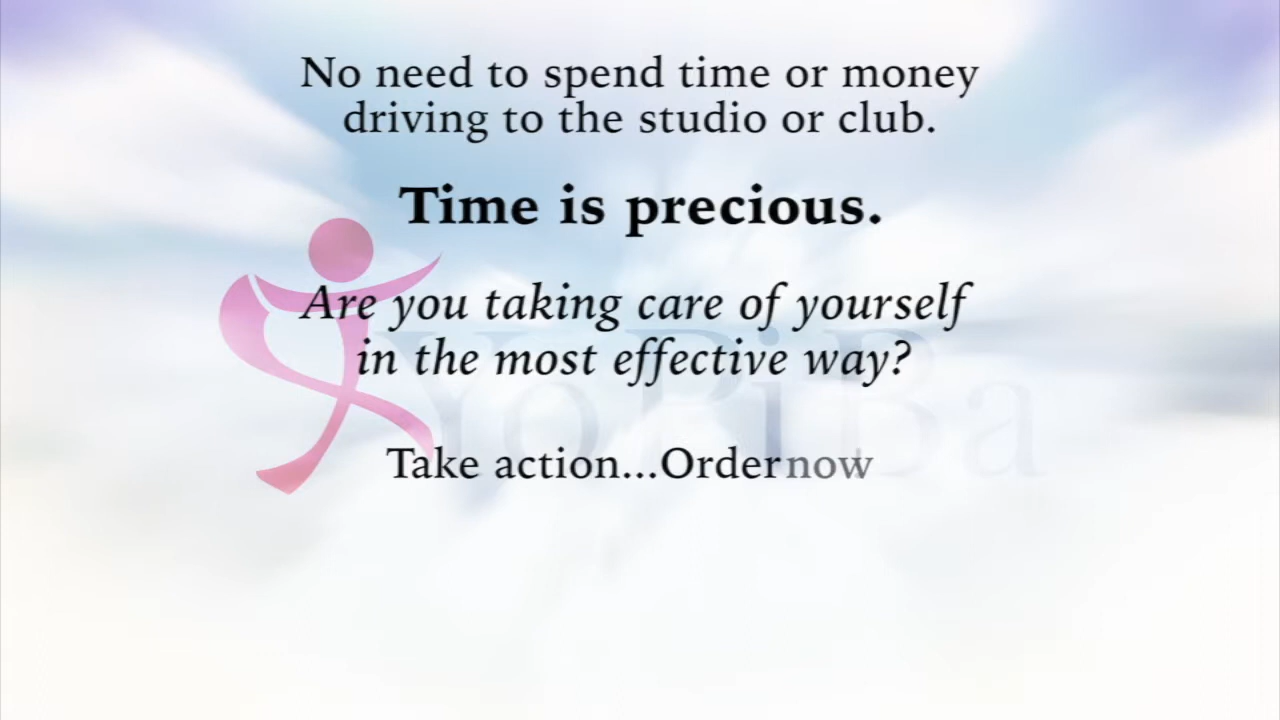 No need to spend time or money
driving to the studio or club.
Time is precious.
Are you taking care of yourself
in the most effective way?
YoPiBa
Take action...Order now